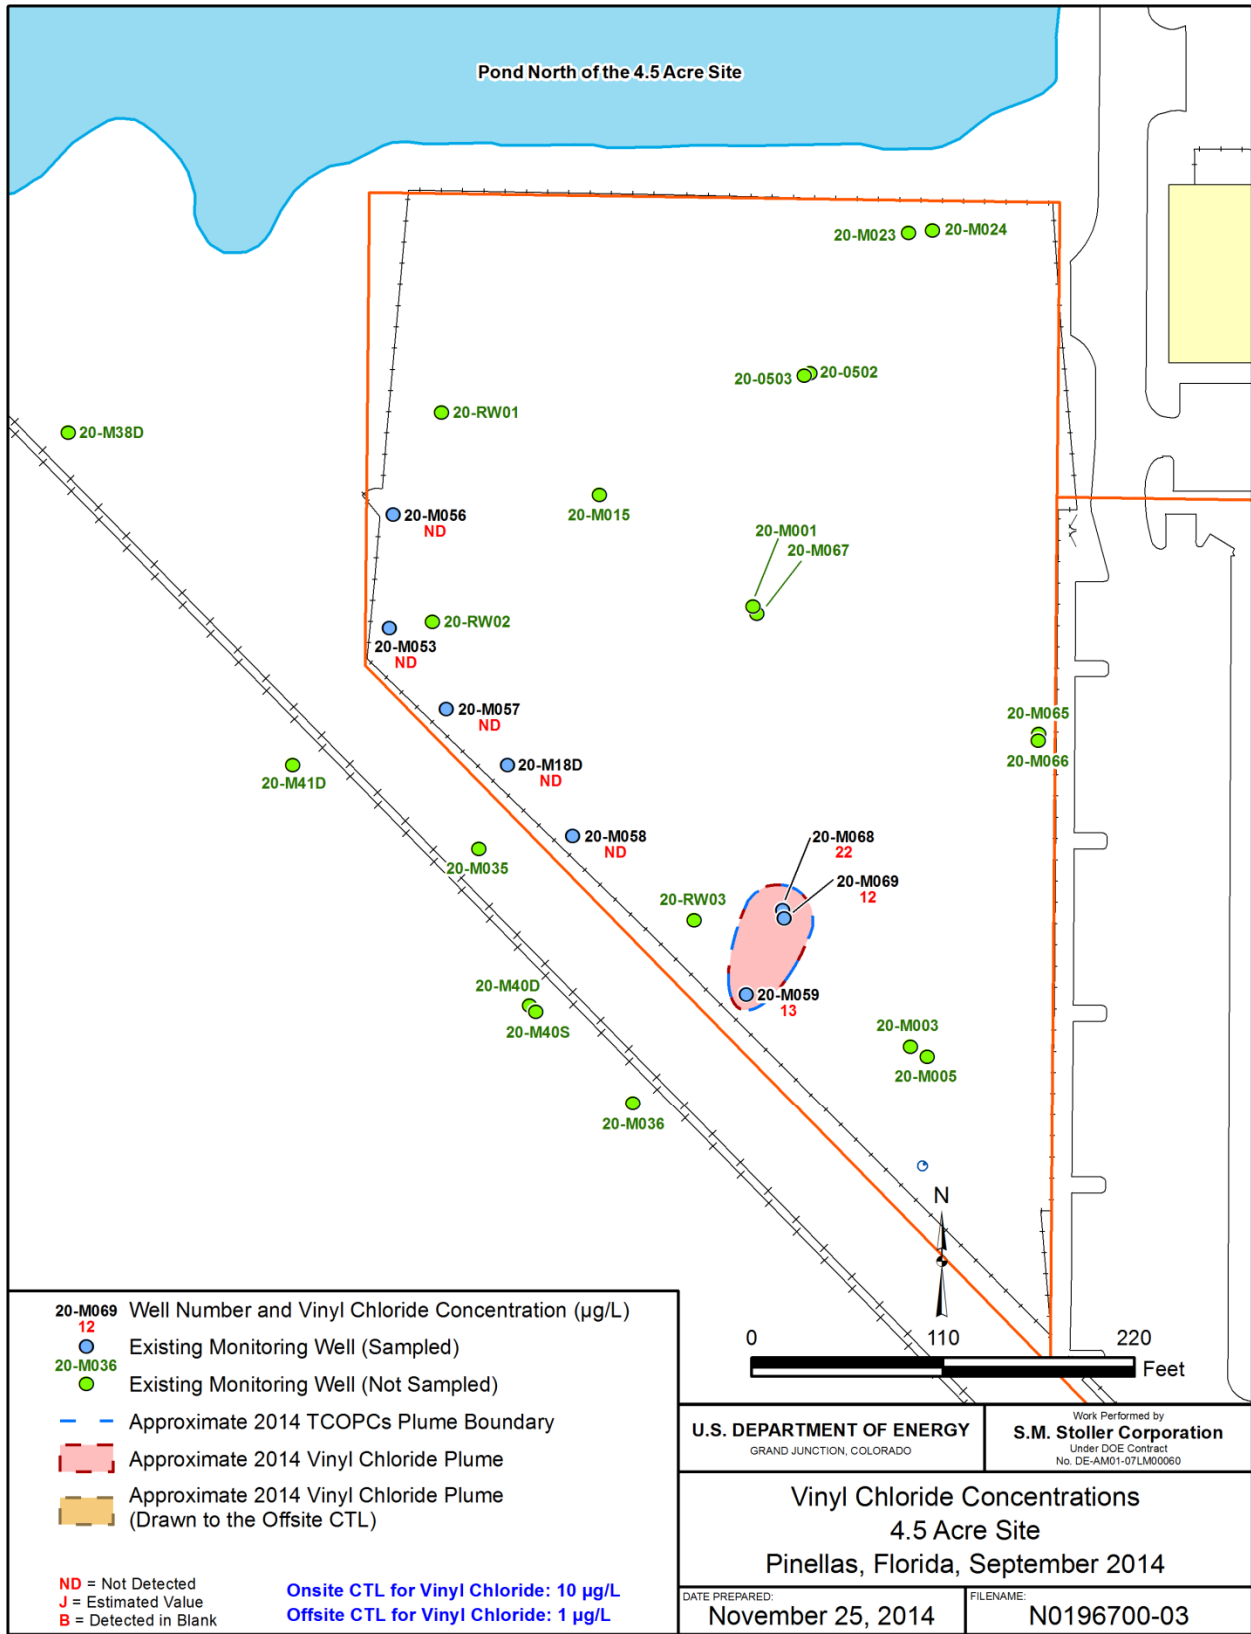 Pond North of the 4.5 Acre Site
20-M023
20-M024
20-0503
20-0502
20-RW01
20-M38D
20-M015
20-M056
ND
20-M001
20-M067
20-RW02
20-M053
ND
20-M057
ND
20-M065
20-M066
20-M41D
20-M18D
ND
20-M058
ND
20-M068
22
20-M035
20-M069
12
20-RW03
20-M40D
20-M40S
20-M059
13
20-M003
20-M005
20-M036
N
0 110 220
Feet
20-M069 Well Number and Vinyl Chloride Concentration (µg/L)
12
Existing Monitoring Well (Sampled)
20-M036
Existing Monitoring Well (Not Sampled)
Approximate 2014 TCOPCs Plume Boundary
Approximate 2014 Vinyl Chloride Plume
Approximate 2014 Vinyl Chloride Plume
(Drawn to the Offsite CTL)
ND = Not Detected
J = Estimated Value
B = Detected in Blank
Onsite CTL for Vinyl Chloride: 10 µg/L
Offsite CTL for Vinyl Chloride: 1 µg/L
U.S. DEPARTMENT OF ENERGY
GRAND JUNCTION, COLORADO
Work Performed by
S.M. Stoller Corporation
Under DOE Contract
No. DE-AM01-07LM00060
Vinyl Chloride Concentrations
4.5 Acre Site
Pinellas, Florida, September 2014
DATE PREPARED:
November 25, 2014
FILENAME:
N0196700-03